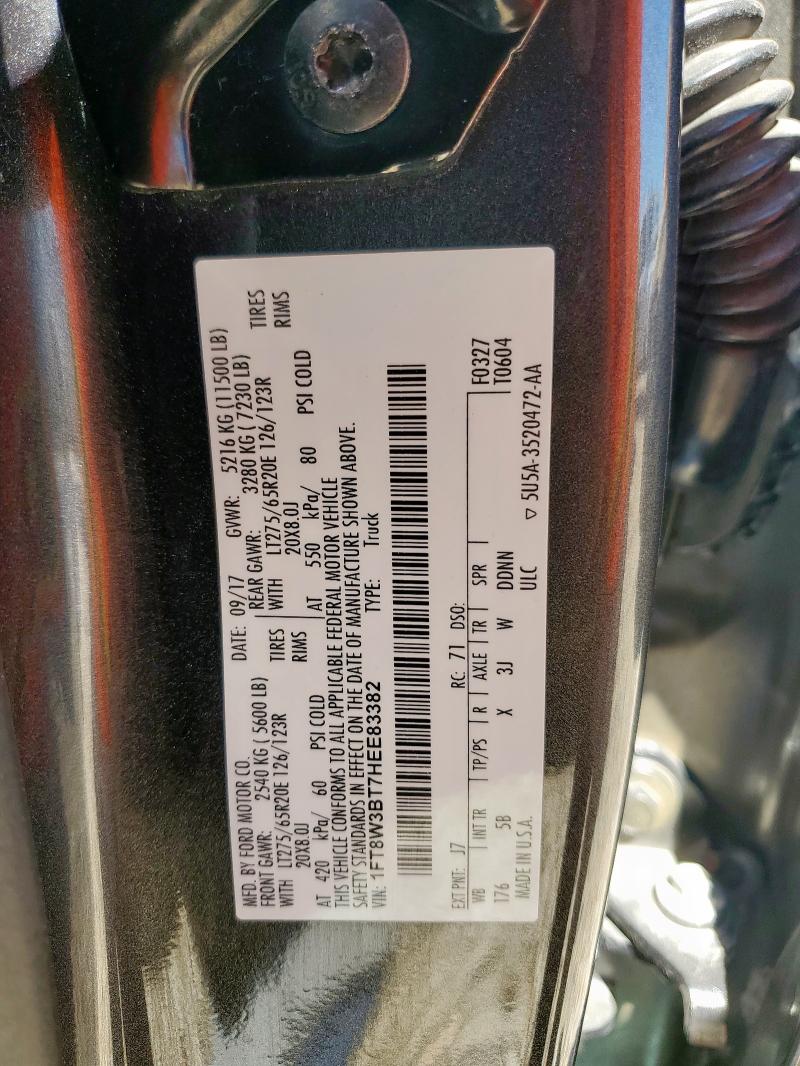 MFD. BY FORD MOTOR CO.
DATE: 09/17 GVWR: 5216 KG (11500 LB)
FRONT GAWR: 2540 KG ( 5600 LB)
REAR GAWR: 3280 KG ( 7230 LB)
WITH LT275/65R20E 126/123R TIRES
WITH LT275/65R20E 126/123R TIRES
20X8.0J RIMS
20X8.0J RIMS
AT 420 kPa/ 60 PSI COLD
AT 550 kPa/ 80 PSI COLD
THIS VEHICLE CONFORMS TO ALL APPLICABLE FEDERAL MOTOR VEHICLE
SAFETY STANDARDS IN EFFECT ON THE DATE OF MANUFACTURE SHOWN ABOVE.
VIN: 1FT8W3BT7HEE83382 TYPE: Truck
EXT PNT: J7 RC: 71 DSO:
WB INT TR TP/PS R AXLE TR SPR F0327
176 5B X 3J W DDNN T0604
MADE IN U.S.A. ULC
▽ 5U5A-3520472-AA